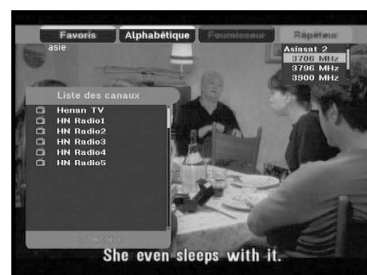 Favoris Alphabétique Fournisseur Répéteur
asie
Asiasat 2
3706 MHz
3796 MHz
3900 MHz
Liste des canaux
Henan TV
HN Radio1
HN Radio2
HN Radio3
HN Radio4
HN Radio5
She even sleeps with it.